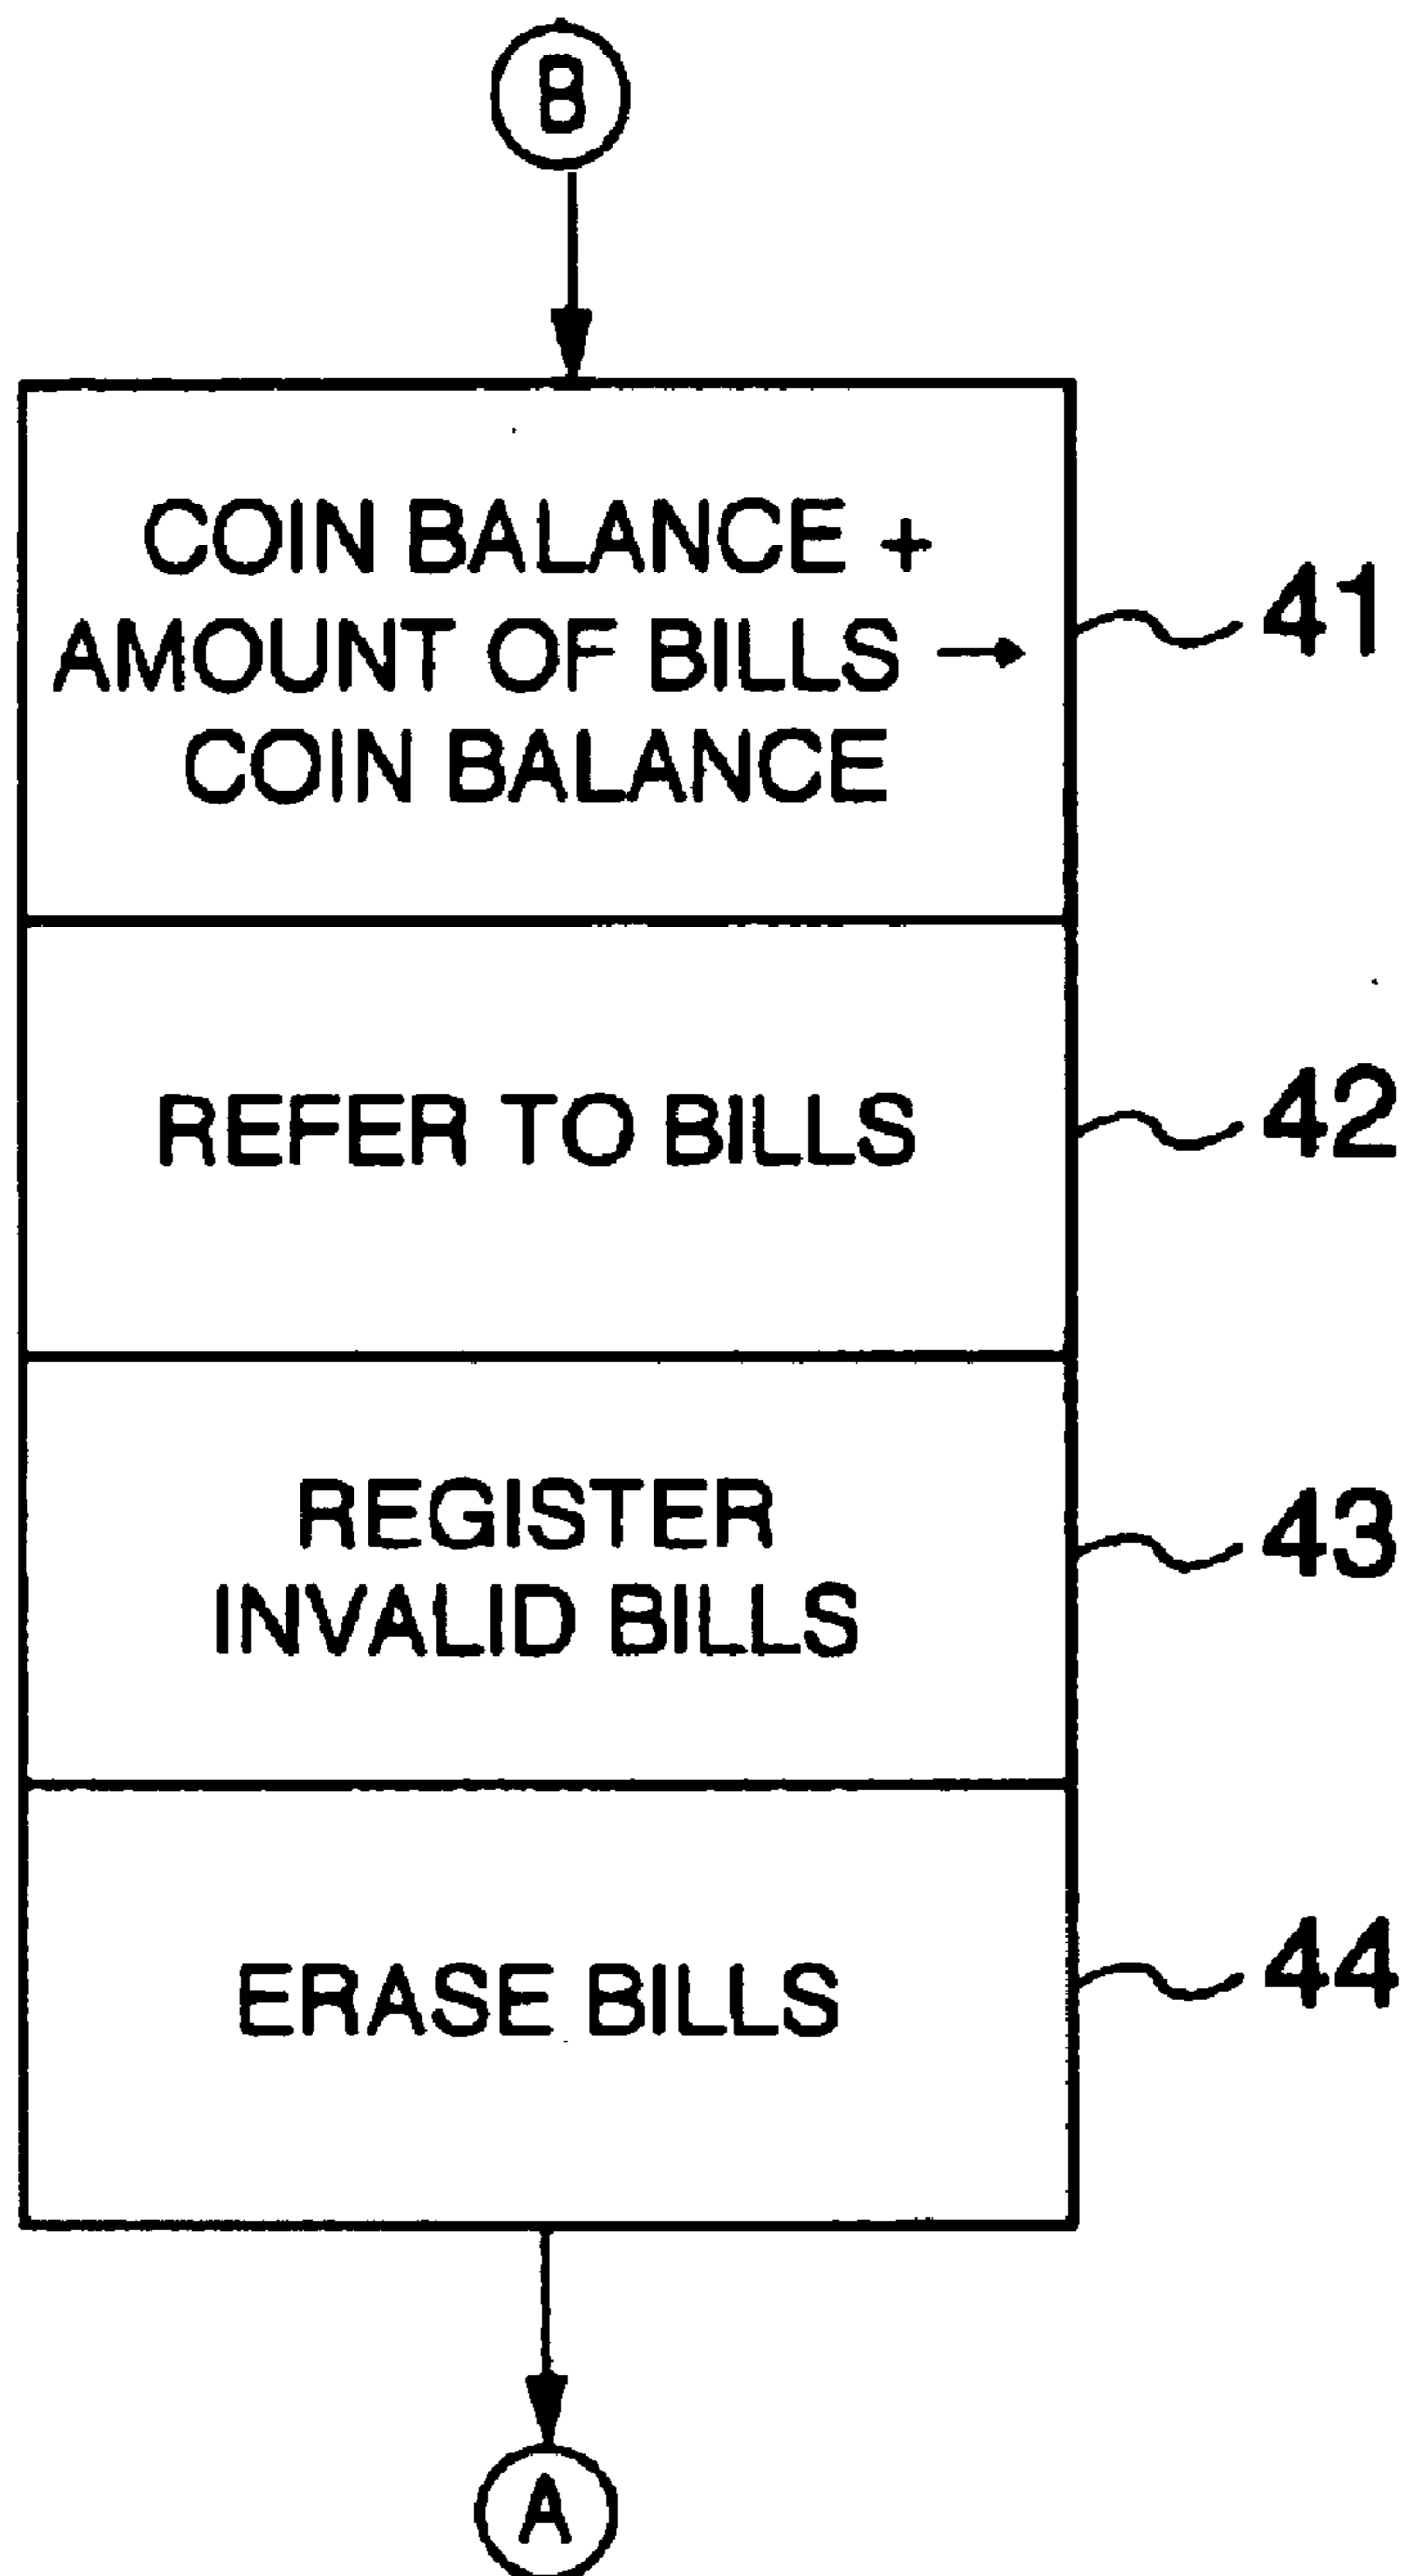 B
COIN BALANCE +
AMOUNT OF BILLS →
COIN BALANCE
41
REFER TO BILLS
42
REGISTER
INVALID BILLS
43
ERASE BILLS
44
A